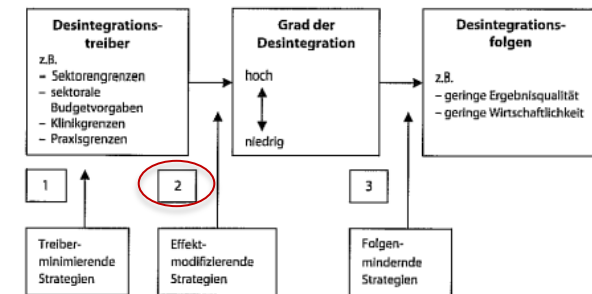 Desintegrations-
treiber
z.B.
– Sektorengrenzen
– sektorale
Budgetvorgaben
– Klinikgrenzen
– Praxisgrenzen
Grad der
Desintegration
hoch
niedrig
Desintegrations-
folgen
z.B.
– geringe Ergebnisqualität
– geringe Wirtschaftlichkeit
1
2
3
Treiber-
minimierende
Strategien
Effekt-
modifizierende
Strategien
Folgen-
mindernde
Strategien